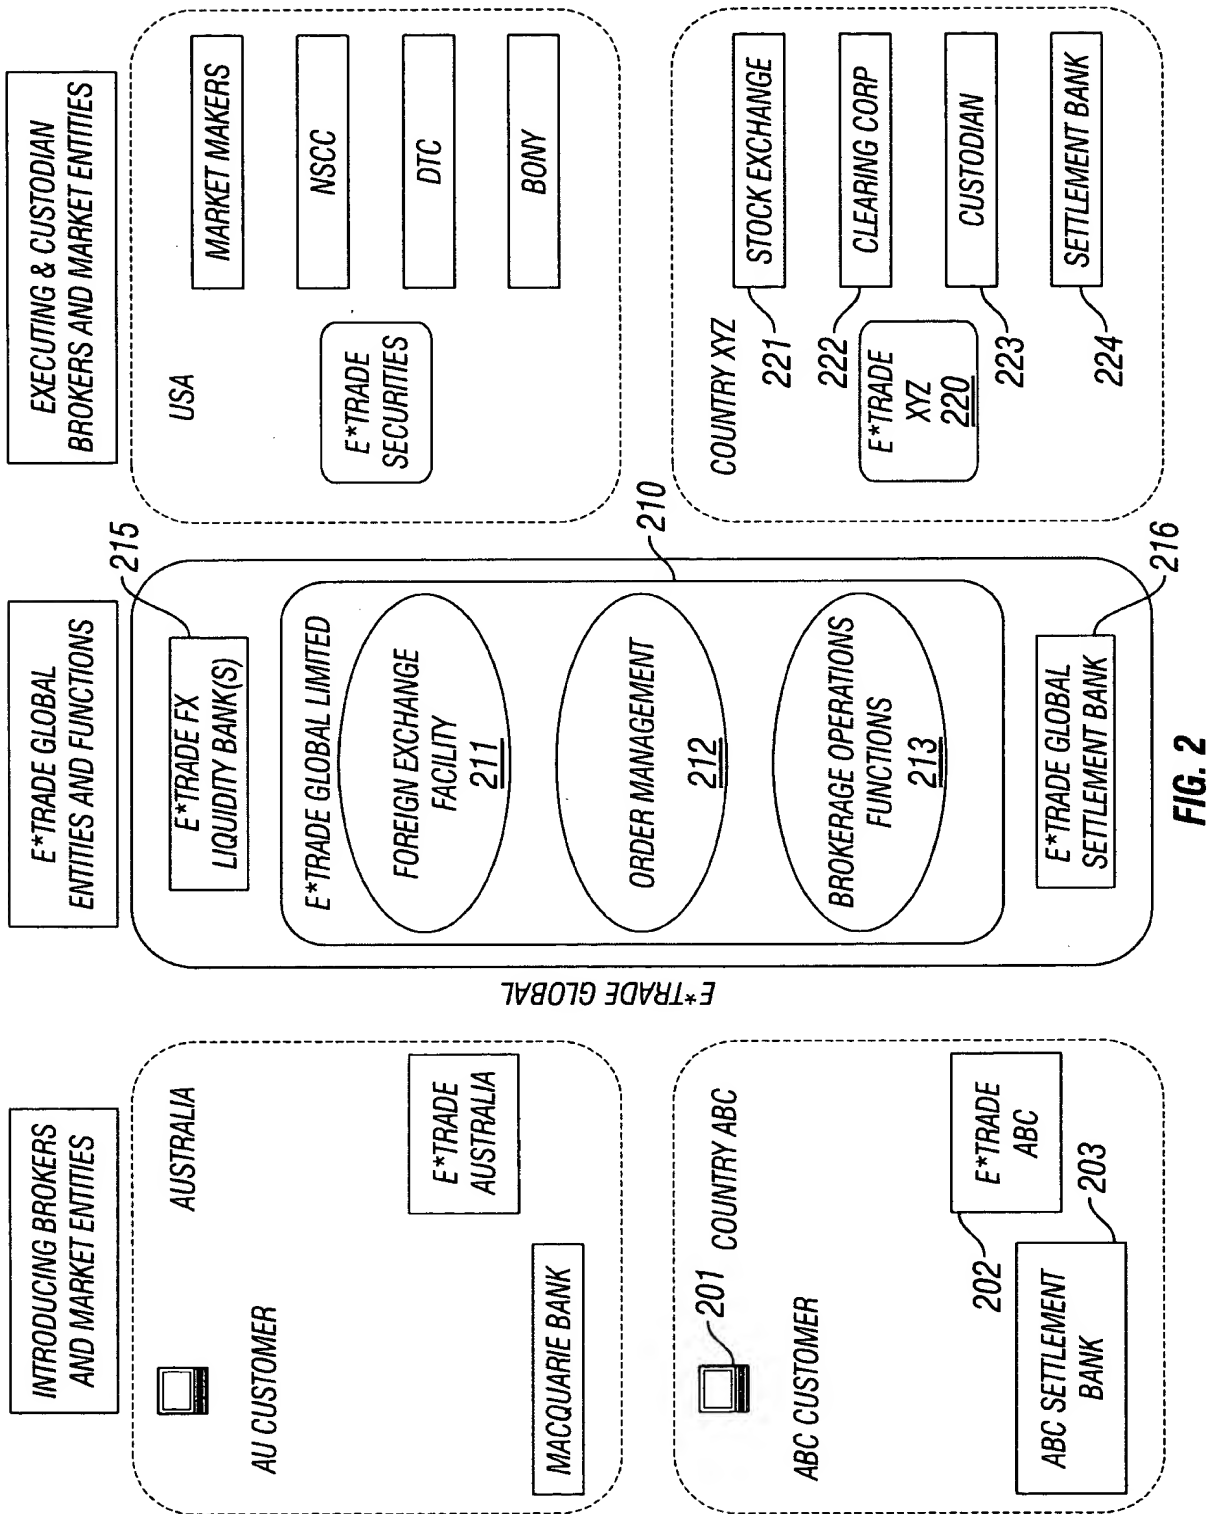 INTRODUCING BROKERS
AND MARKET ENTITIES
AUSTRALIA
AU CUSTOMER
E*TRADE
AUSTRALIA
MACQUARIE BANK
201
COUNTRY ABC
ABC CUSTOMER
202
E*TRADE
ABC
203
ABC SETTLEMENT
BANK
E*TRADE GLOBAL
ENTITIES AND FUNCTIONS
215
E*TRADE FX
LIQUIDITY BANK(S)
E*TRADE GLOBAL
E*TRADE GLOBAL LIMITED
FOREIGN EXCHANGE
FACILITY
211
210
ORDER MANAGEMENT
212
BROKERAGE OPERATIONS
FUNCTIONS
213
E*TRADE GLOBAL
SETTLEMENT BANK
216
EXECUTING & CUSTODIAN
BROKERS AND MARKET ENTITIES
USA
MARKET MAKERS
NSCC
E*TRADE
SECURITIES
DTC
BONY
COUNTRY XYZ
STOCK EXCHANGE
221
CLEARING CORP
222
E*TRADE
XYZ
220
CUSTODIAN
223
SETTLEMENT BANK
224
FIG. 2